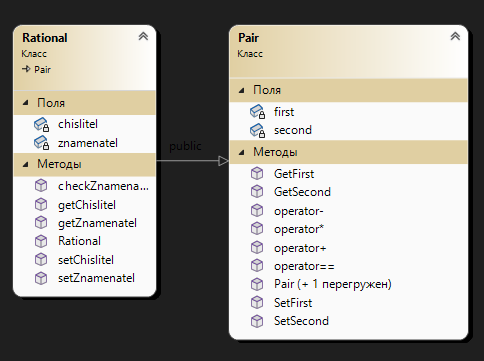 Rational
Класс
Pair
Поля
chislitel
znamenatel
Методы
checkZnamena...
getChislitel
getZnamenatel
Rational
setChislitel
setZnamenatel
public
Pair
Класс
Поля
first
second
Методы
GetFirst
GetSecond
operator-
operator*
operator+
operator==
Pair (+ 1 перегружен)
SetFirst
SetSecond